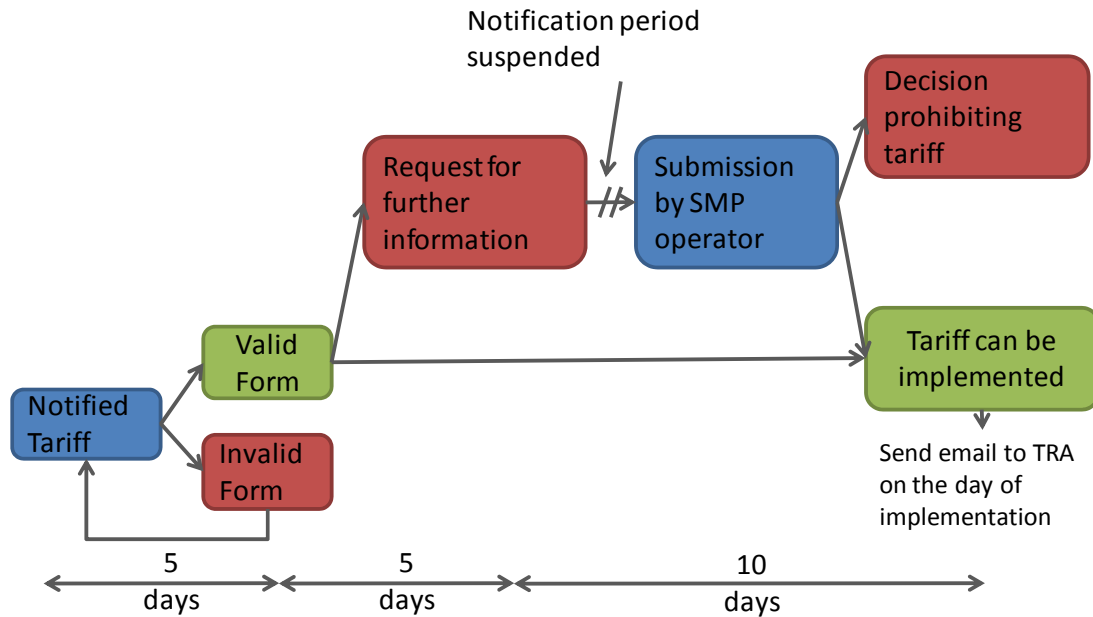 Notification period
suspended
Decision
prohibiting
tariff
Request for
further
information
Submission
by SMP
operator
Valid
Form
Tariff can be
implemented
Notified
Tariff
Invalid
Form
Send email to TRA
on the day of
implementation
5
days
5
days
10
days